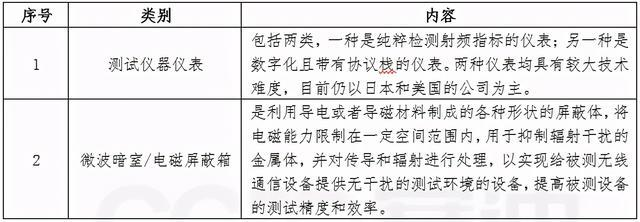 序号 类别 内容
包括两类，一种是纯粹检测射频指标的仪表；另一种是
1 测试仪器仪表 数字化且带有协议栈的仪表。两种仪表均具有较大技术
难度，目前仍以日本和美国的公司为主。
是利用导电或者导磁材料制成的各种形状的屏蔽体，将
电磁能力限制在一定空间范围内，用于抑制辐射干扰的
2 微波暗室/电磁屏蔽箱 金属体，并对传导和辐射进行处理，以实现给被测无线
通信设备提供无干扰的测试环境的设备，提高被测设备
的测试精度和效率。